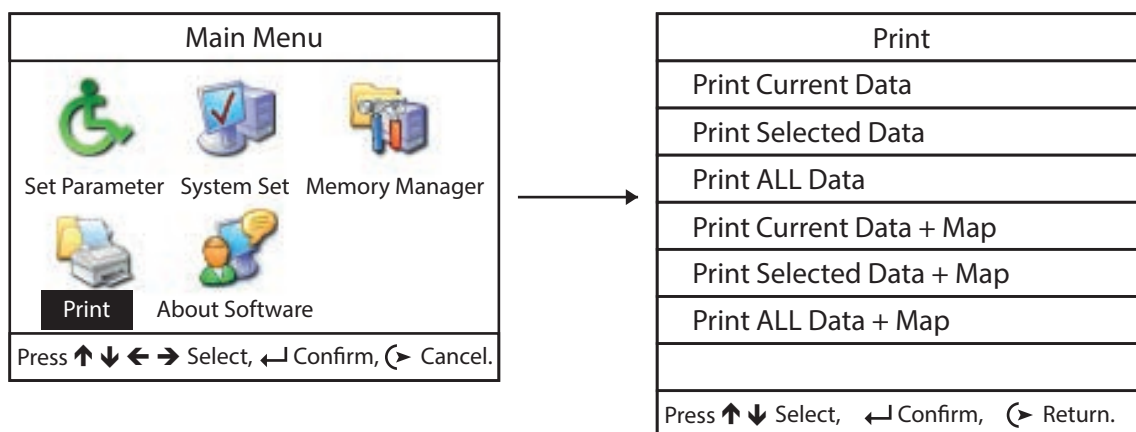 Main Menu
Set Parameter System Set Memory Manager
Print About Software
Press ↑ ↓ ← → Select, ↵ Confirm, Cancel.
Print
Print Current Data
Print Selected Data
Print ALL Data
Print Current Data + Map
Print Selected Data + Map
Print ALL Data + Map
Press ↑ ↓ Select, ↵ Confirm, Return.